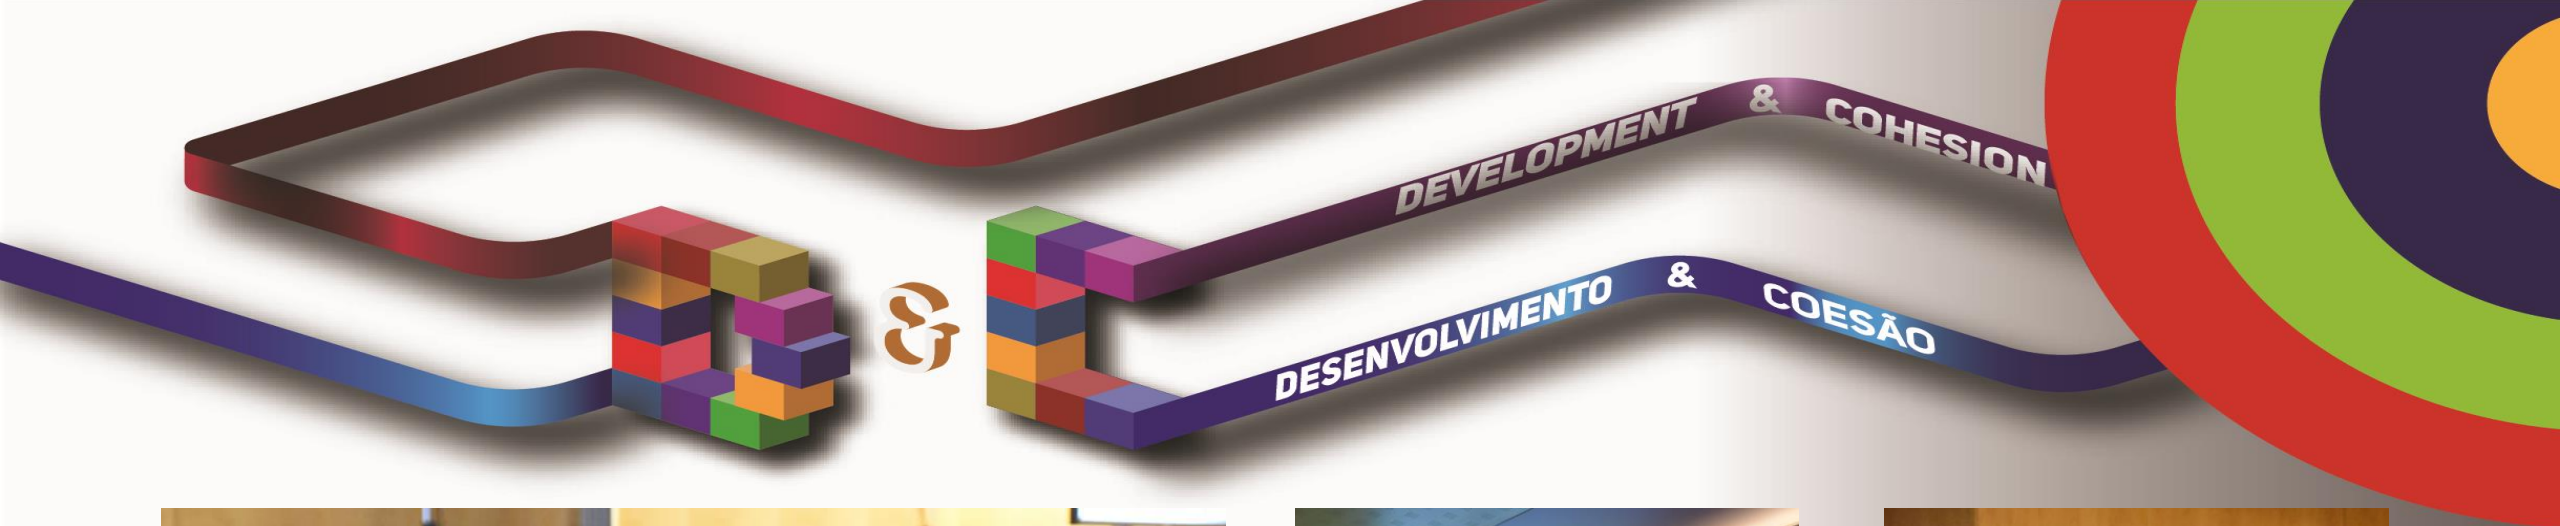 D & C
DEVELOPMENT & COHESION
DESENVOLVIMENTO & COESÃO